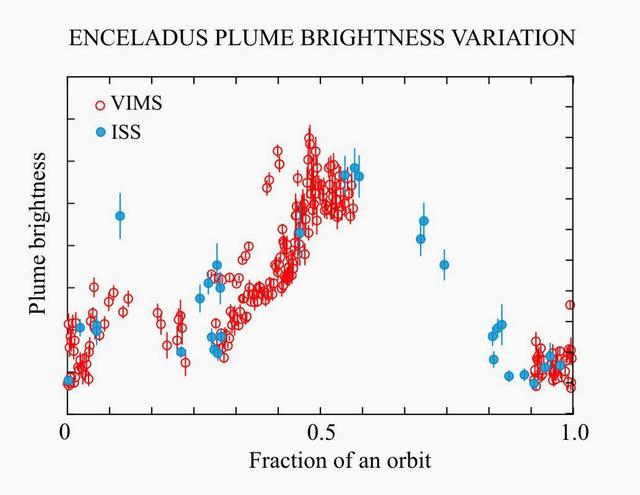 ENCELADUS PLUME BRIGHTNESS VARIATION
VIMS
ISS
Plume brightness
0
0.5
1.0
Fraction of an orbit